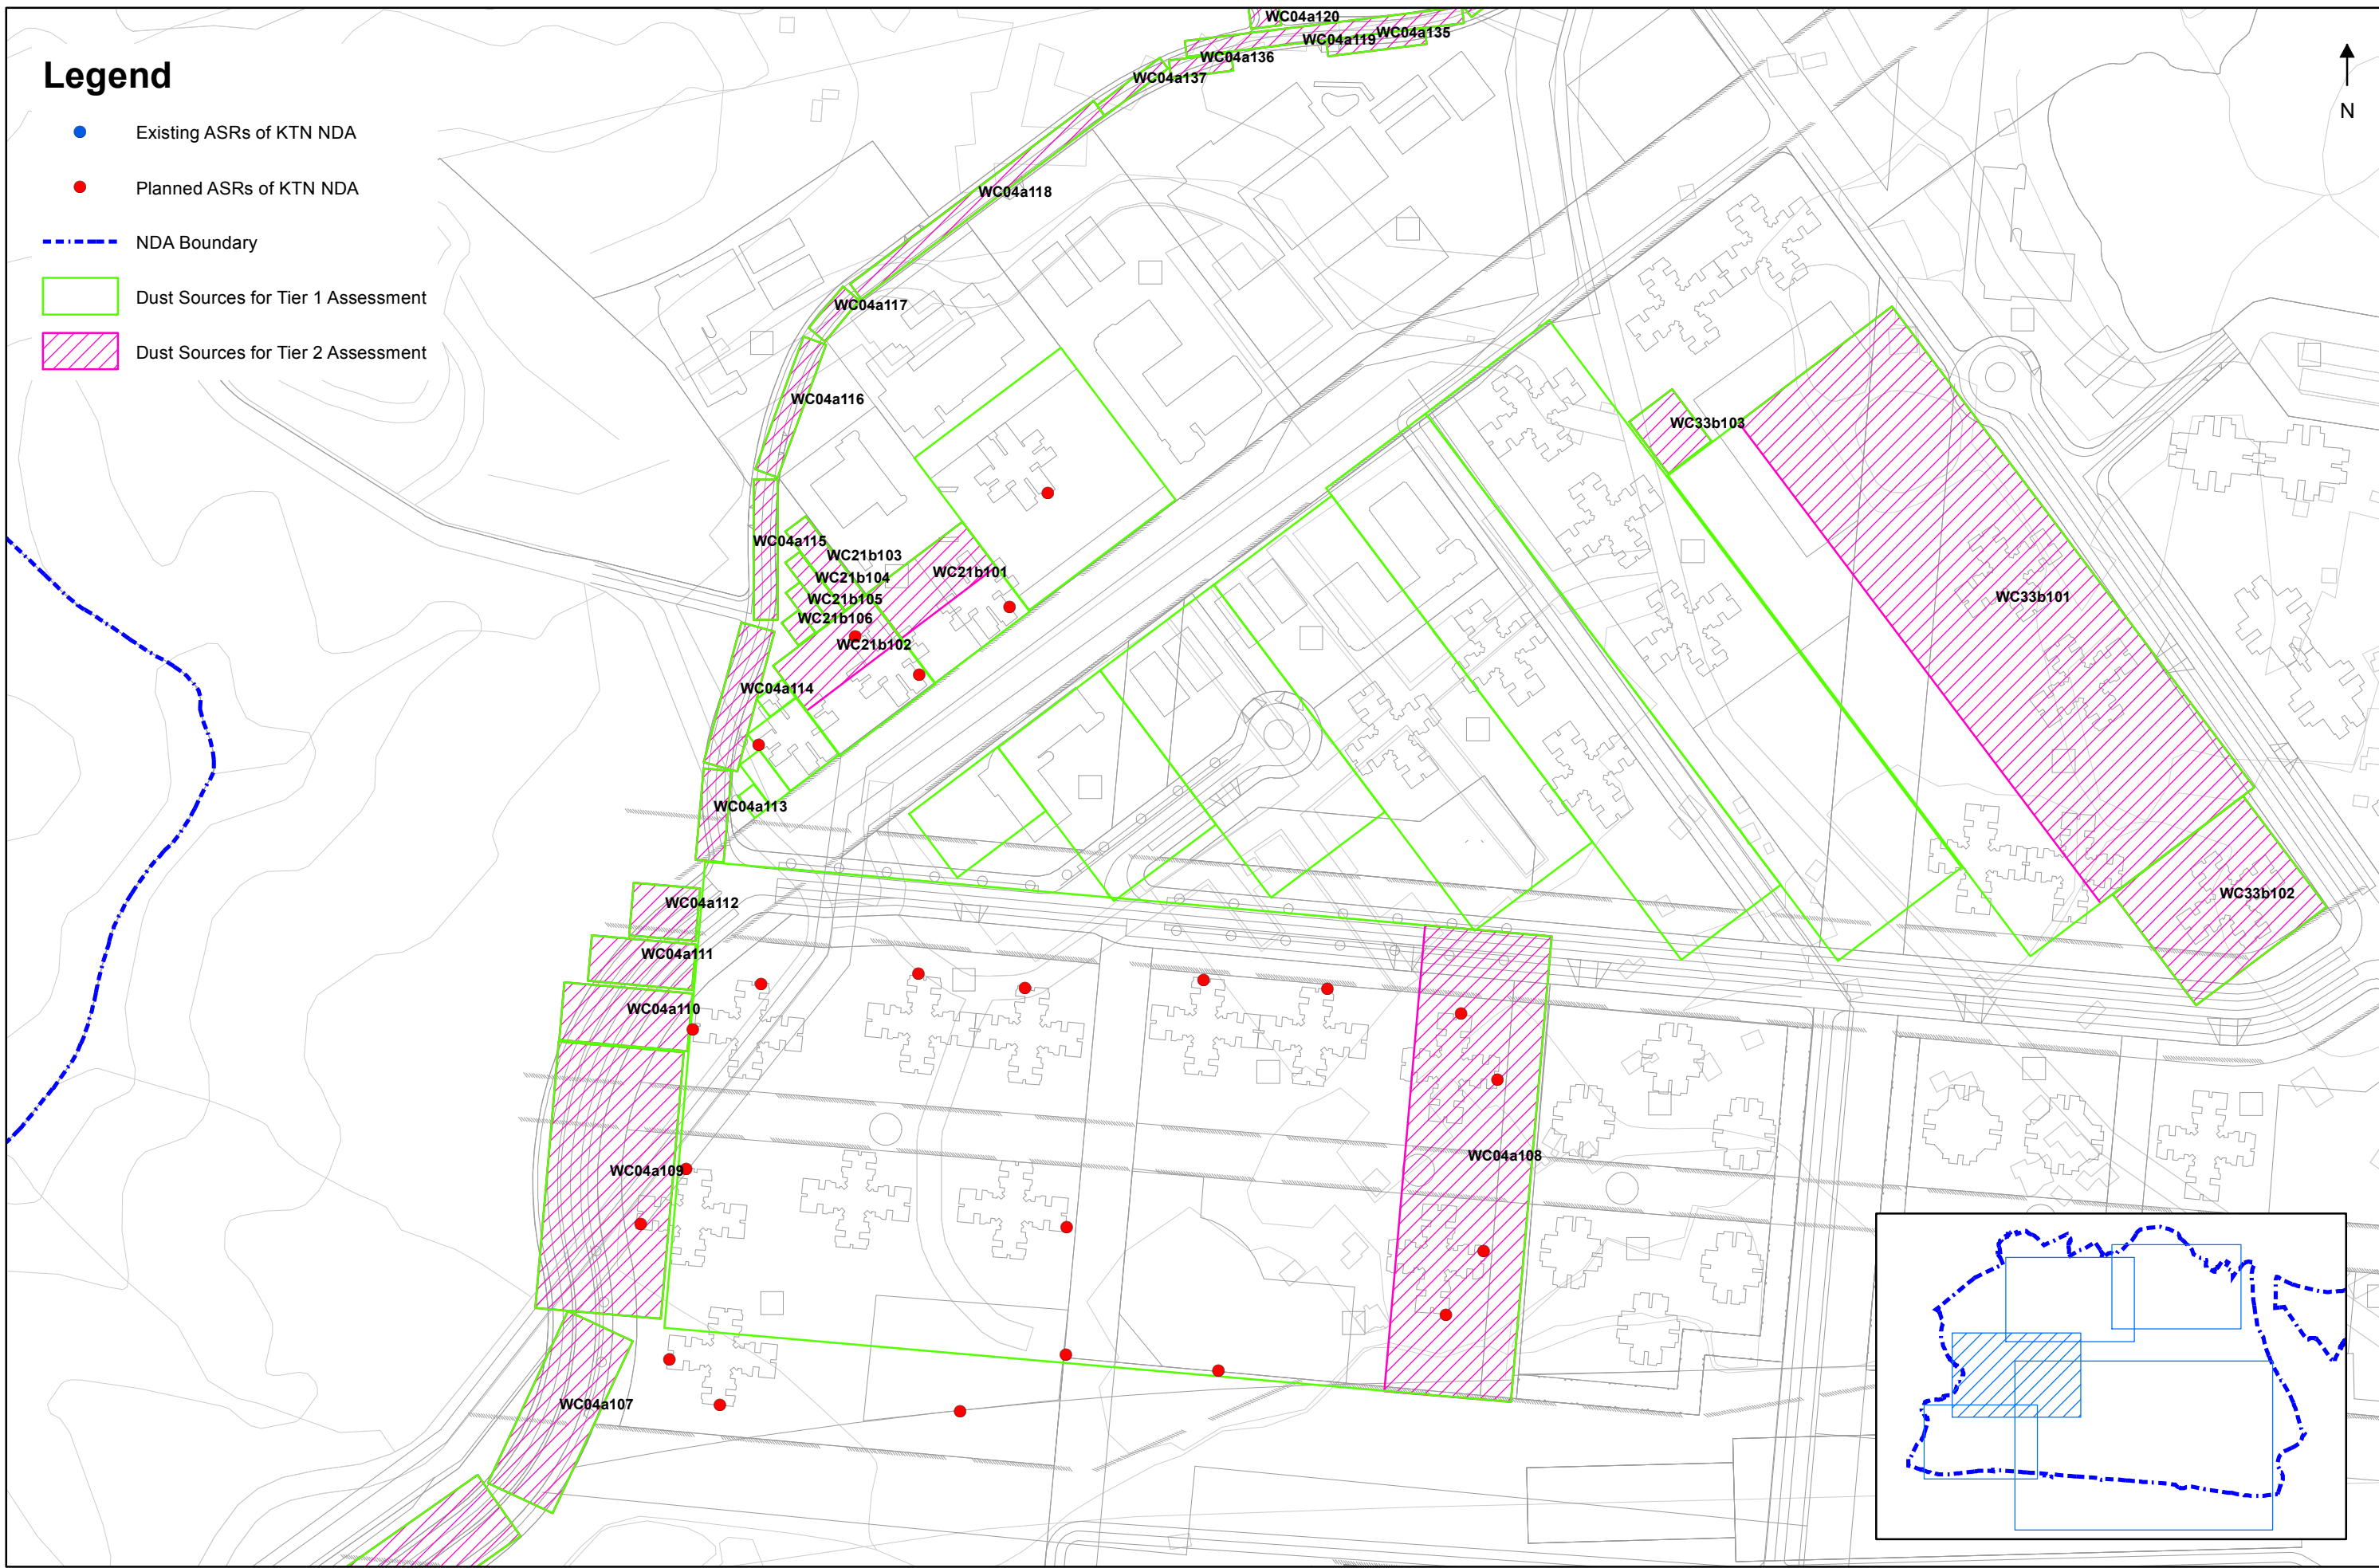 Legend
Existing ASRs of KTN NDA
Planned ASRs of KTN NDA
NDA Boundary
Dust Sources for Tier 1 Assessment
Dust Sources for Tier 2 Assessment
N
WC04a120
WC04a135
WC04a119
WC04a136
WC04a137
WC04a118
WC04a117
WC04a116
WC33b103
WC04a115
WC21b103
WC21b101
WC21b104
WC21b105
WC33b101
WC21b106
WC21b102
WC04a114
WC04a113
WC33b102
WC04a112
WC04a111
WC04a110
WC04a108
WC04a109
WC04a107